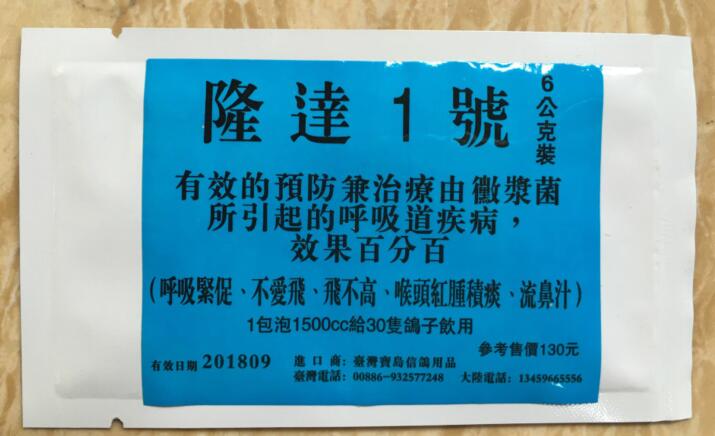 隆達1號
6公克裝
有效的預防兼治療由黴漿菌
所引起的呼吸道疾病，
效果百分百
（呼吸緊促、不愛飛、飛不高、喉頭紅腫積痰、流鼻汁）
1包泡1500cc給30隻鴿子飲用
參考售價130元
有效日期 201809
進口商：臺灣寶島信鴿用品
臺灣電話：00886-932577248 大陸電話：13459665556